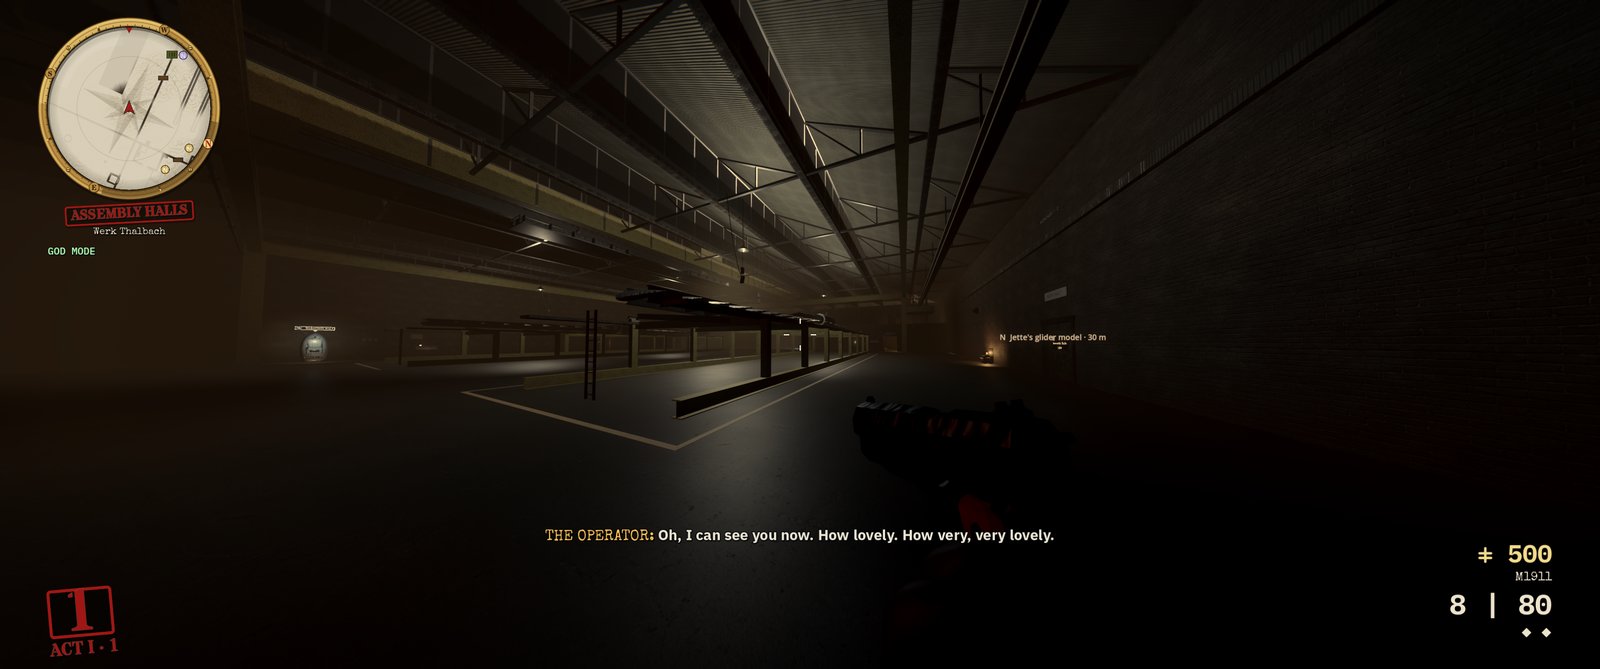 W
S
N
E
ASSEMBLY HALLS
Werk Thalbach
GOD MODE
N Jette's glider model · 30 m
THE OPERATOR: Oh, I can see you now. How lovely. How very, very lovely.
500
M1911
8 | 80
1
ACT I · 1